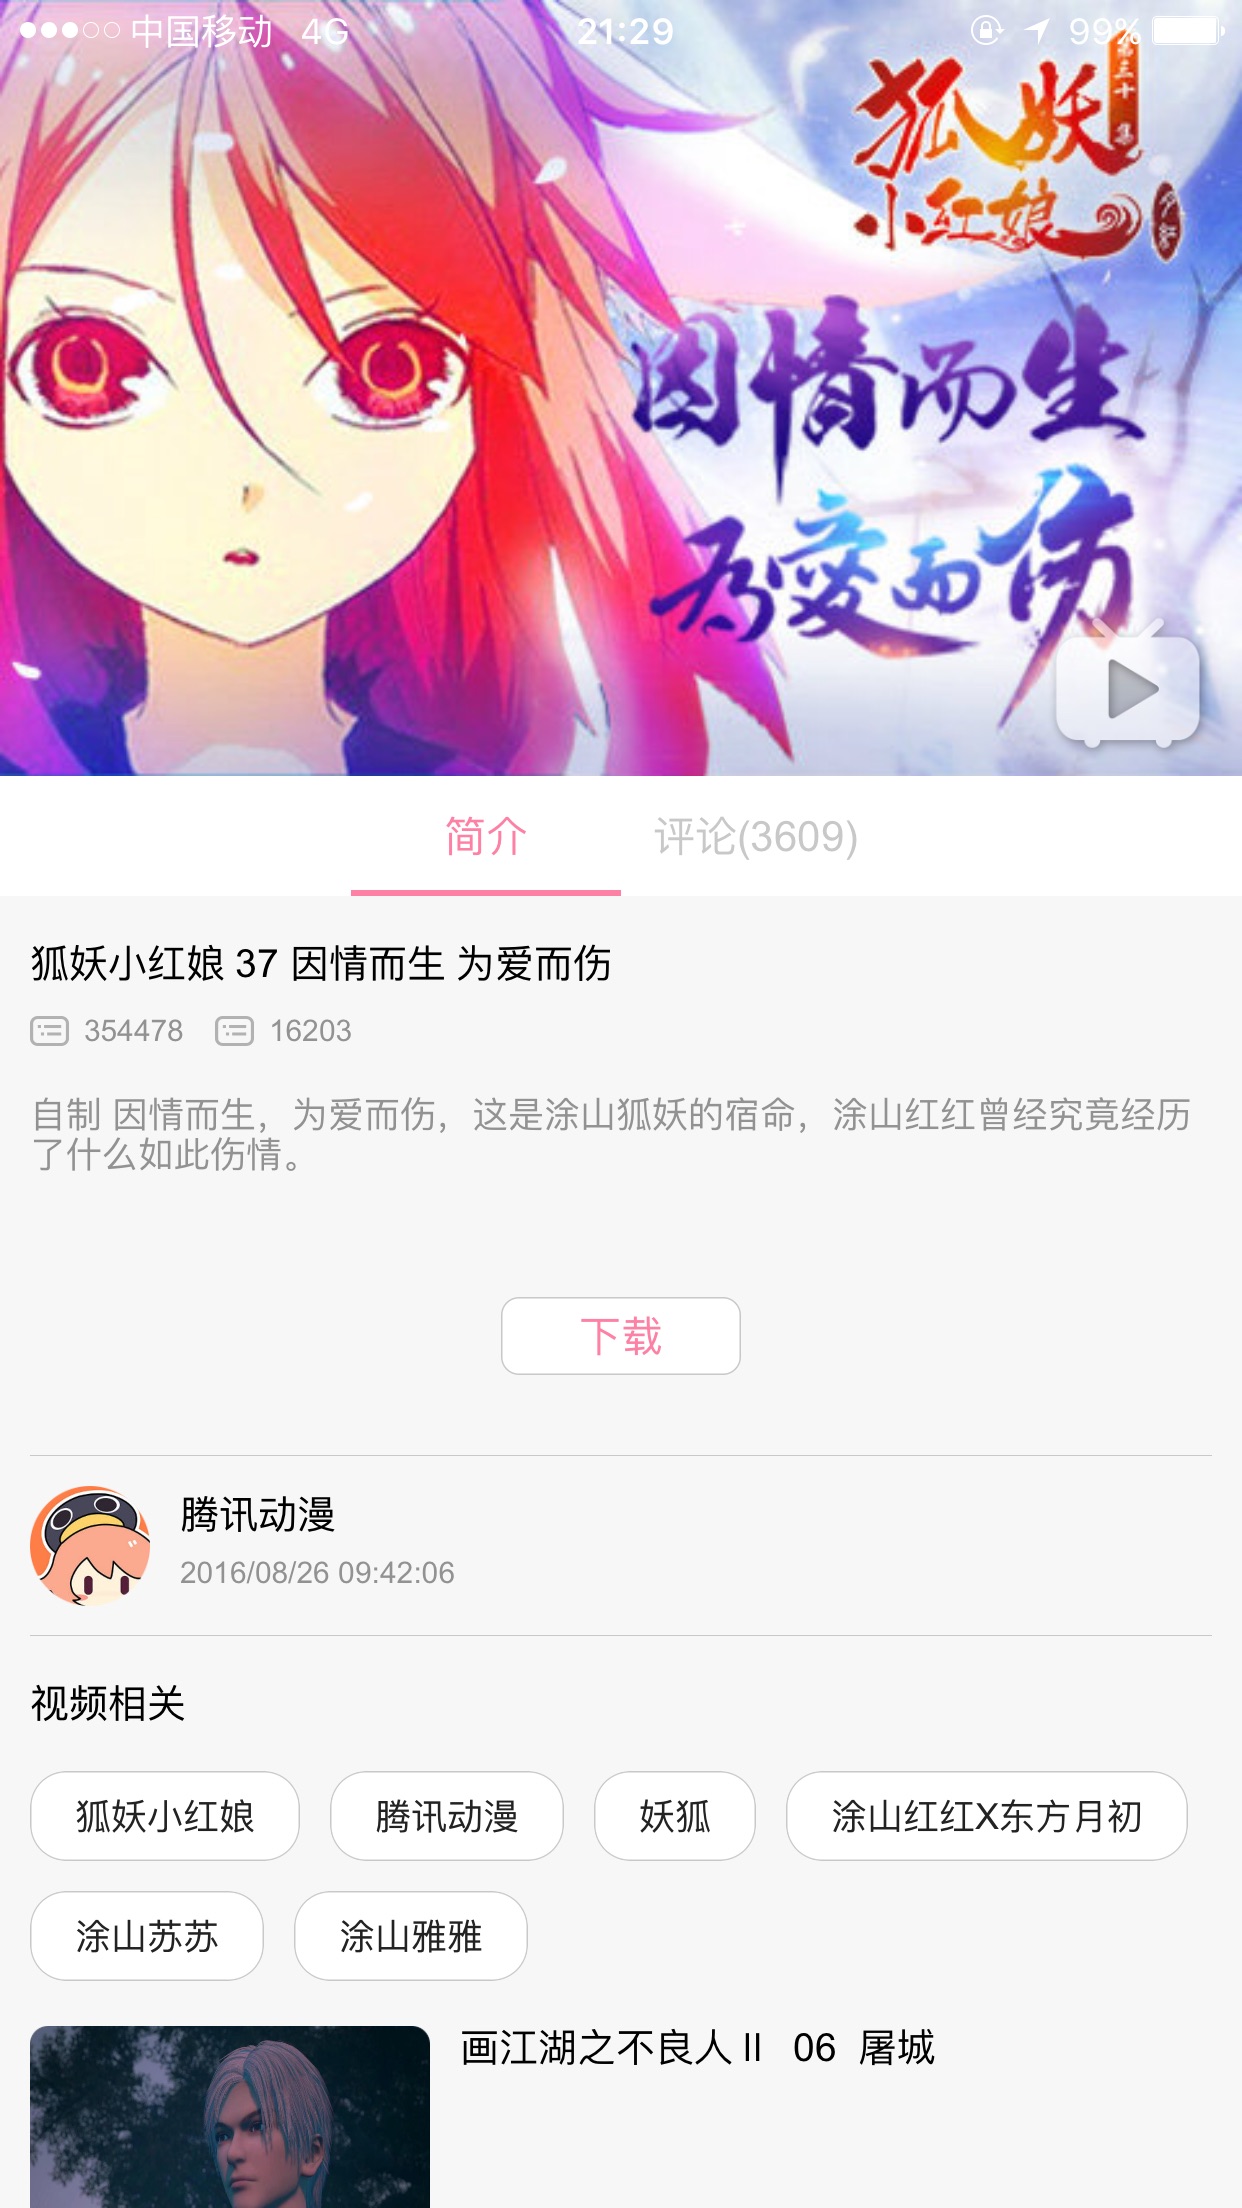 中国移动 4G 21:29 99%
狐妖
小红娘
因情而生
为爱而伤
简介 评论(3609)
狐妖小红娘 37 因情而生 为爱而伤
354478 16203
自制 因情而生，为爱而伤，这是涂山狐妖的宿命，涂山红红曾经究竟经历
了什么如此伤情。
下载
腾讯动漫
2016/08/26 09:42:06
视频相关
狐妖小红娘 腾讯动漫 妖狐 涂山红红X东方月初
涂山苏苏 涂山雅雅
画江湖之不良人Ⅱ 06 屠城